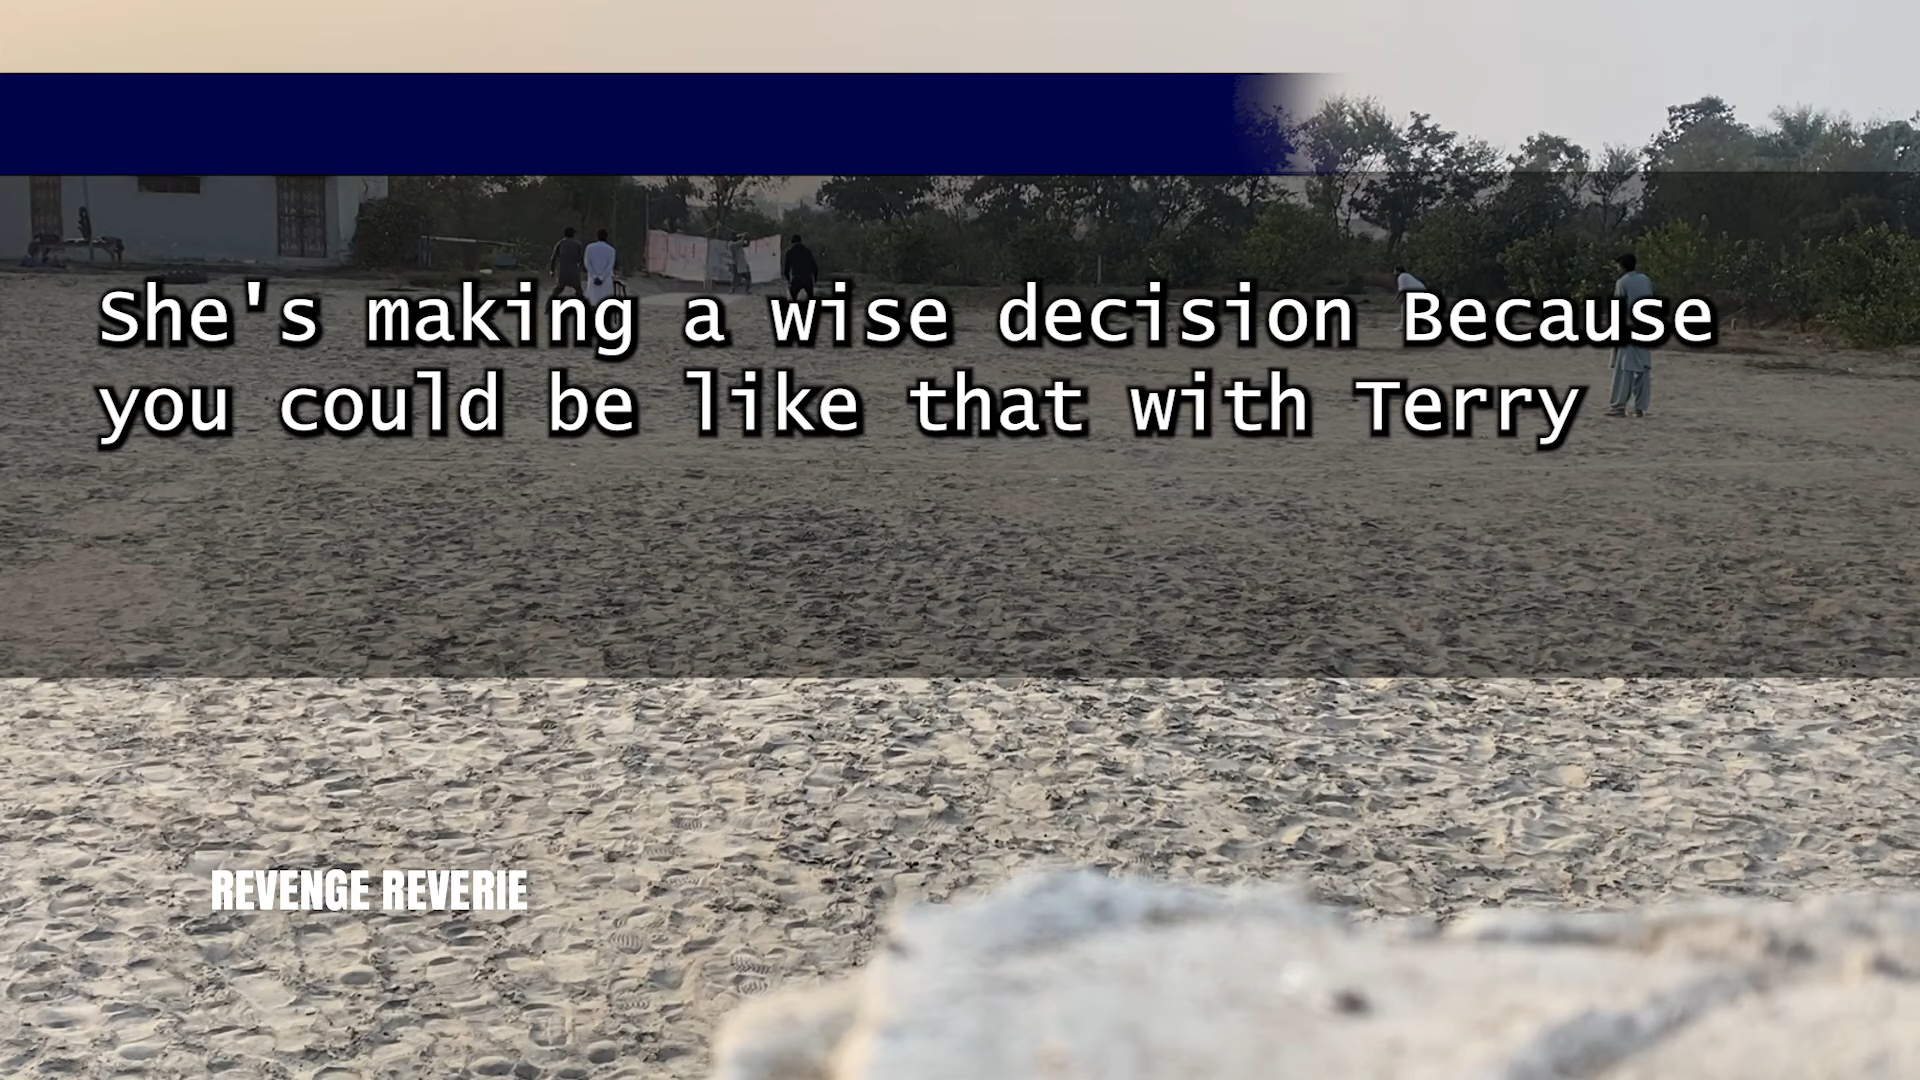 She's making a wise decision Because
you could be like that with Terry
REVENGE REVERIE